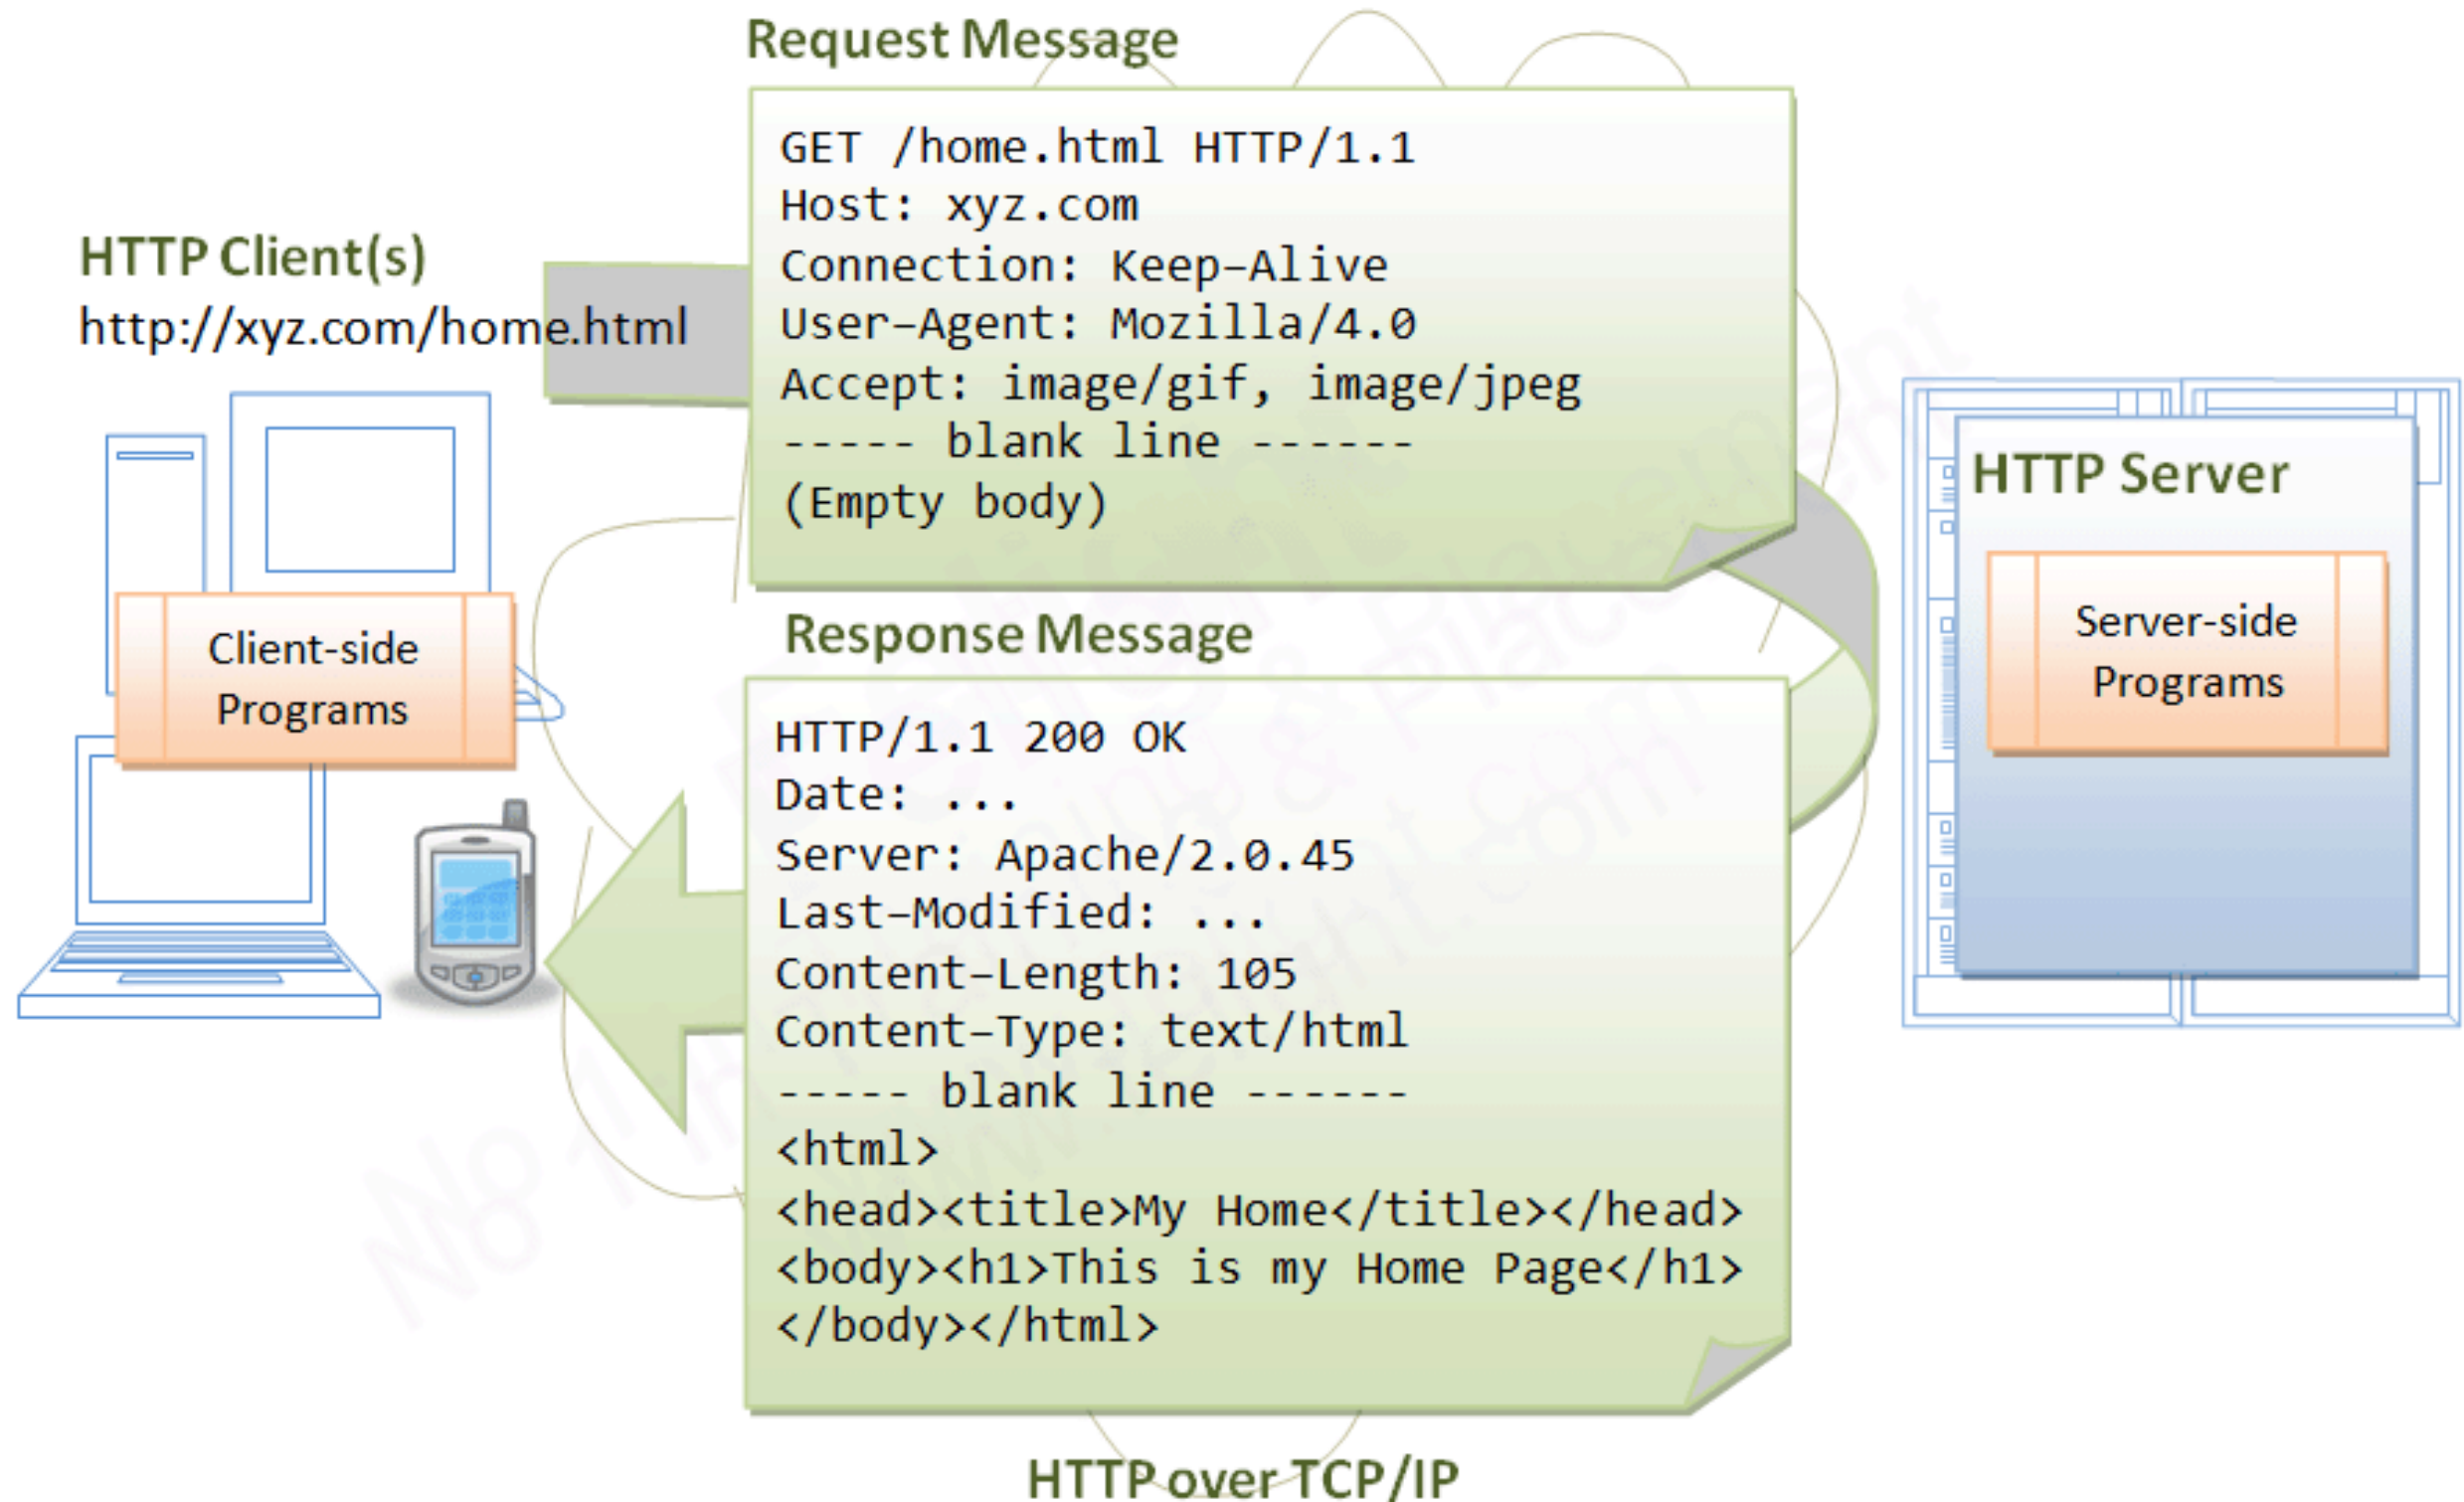 Request Message
GET /home.html HTTP/1.1
Host: xyz.com
Connection: Keep-Alive
User-Agent: Mozilla/4.0
Accept: image/gif, image/jpeg
----- blank line ------
(Empty body)
HTTP Client(s)
http://xyz.com/home.html
Client-side
Programs
HTTP Server
Server-side
Programs
Response Message
HTTP/1.1 200 OK
Date: ...
Server: Apache/2.0.45
Last-Modified: ...
Content-Length: 105
Content-Type: text/html
----- blank line ------
<html>
<head><title>My Home</title></head>
<body><h1>This is my Home Page</h1>
</body></html>
HTTP over TCP/IP